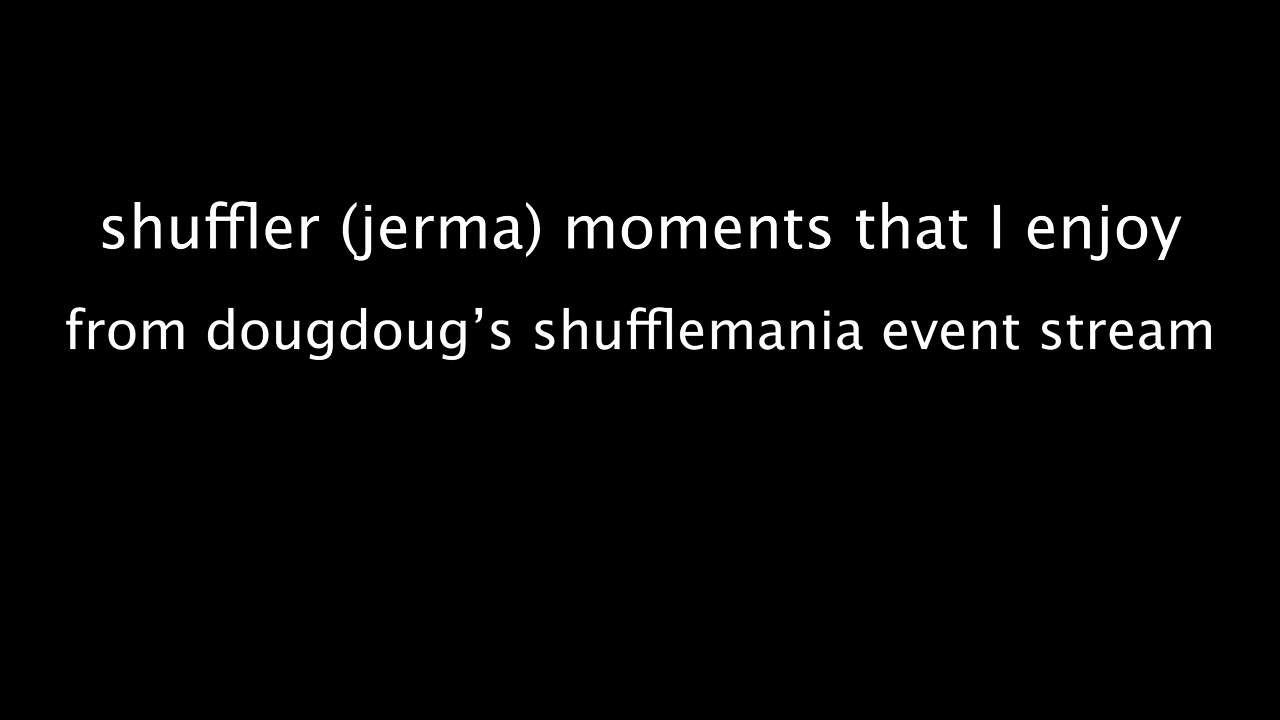 shuffler (jerma) moments that I enjoy
from dougdoug’s shufflemania event stream